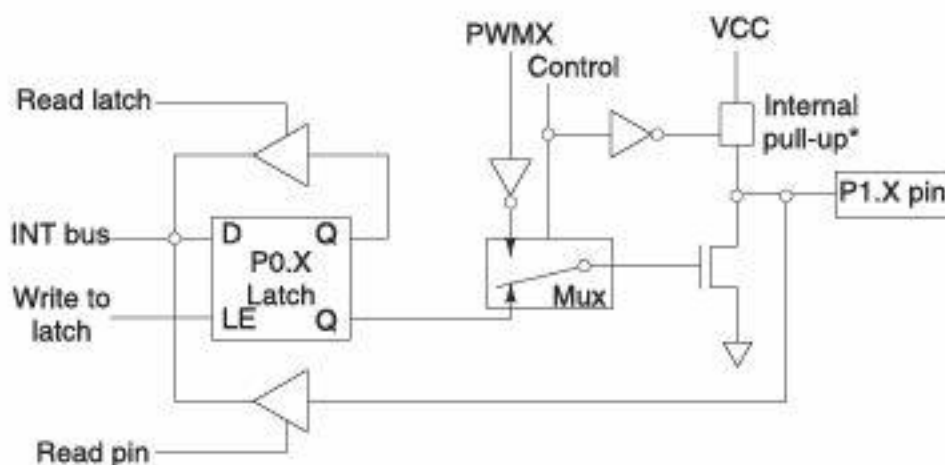 PWMX
VCC
Control
Read latch
Internal
pull-up*
P1.X pin
INT bus
D
Q
P0.X
Latch
Write to
latch
LE
Q
Mux
Read pin